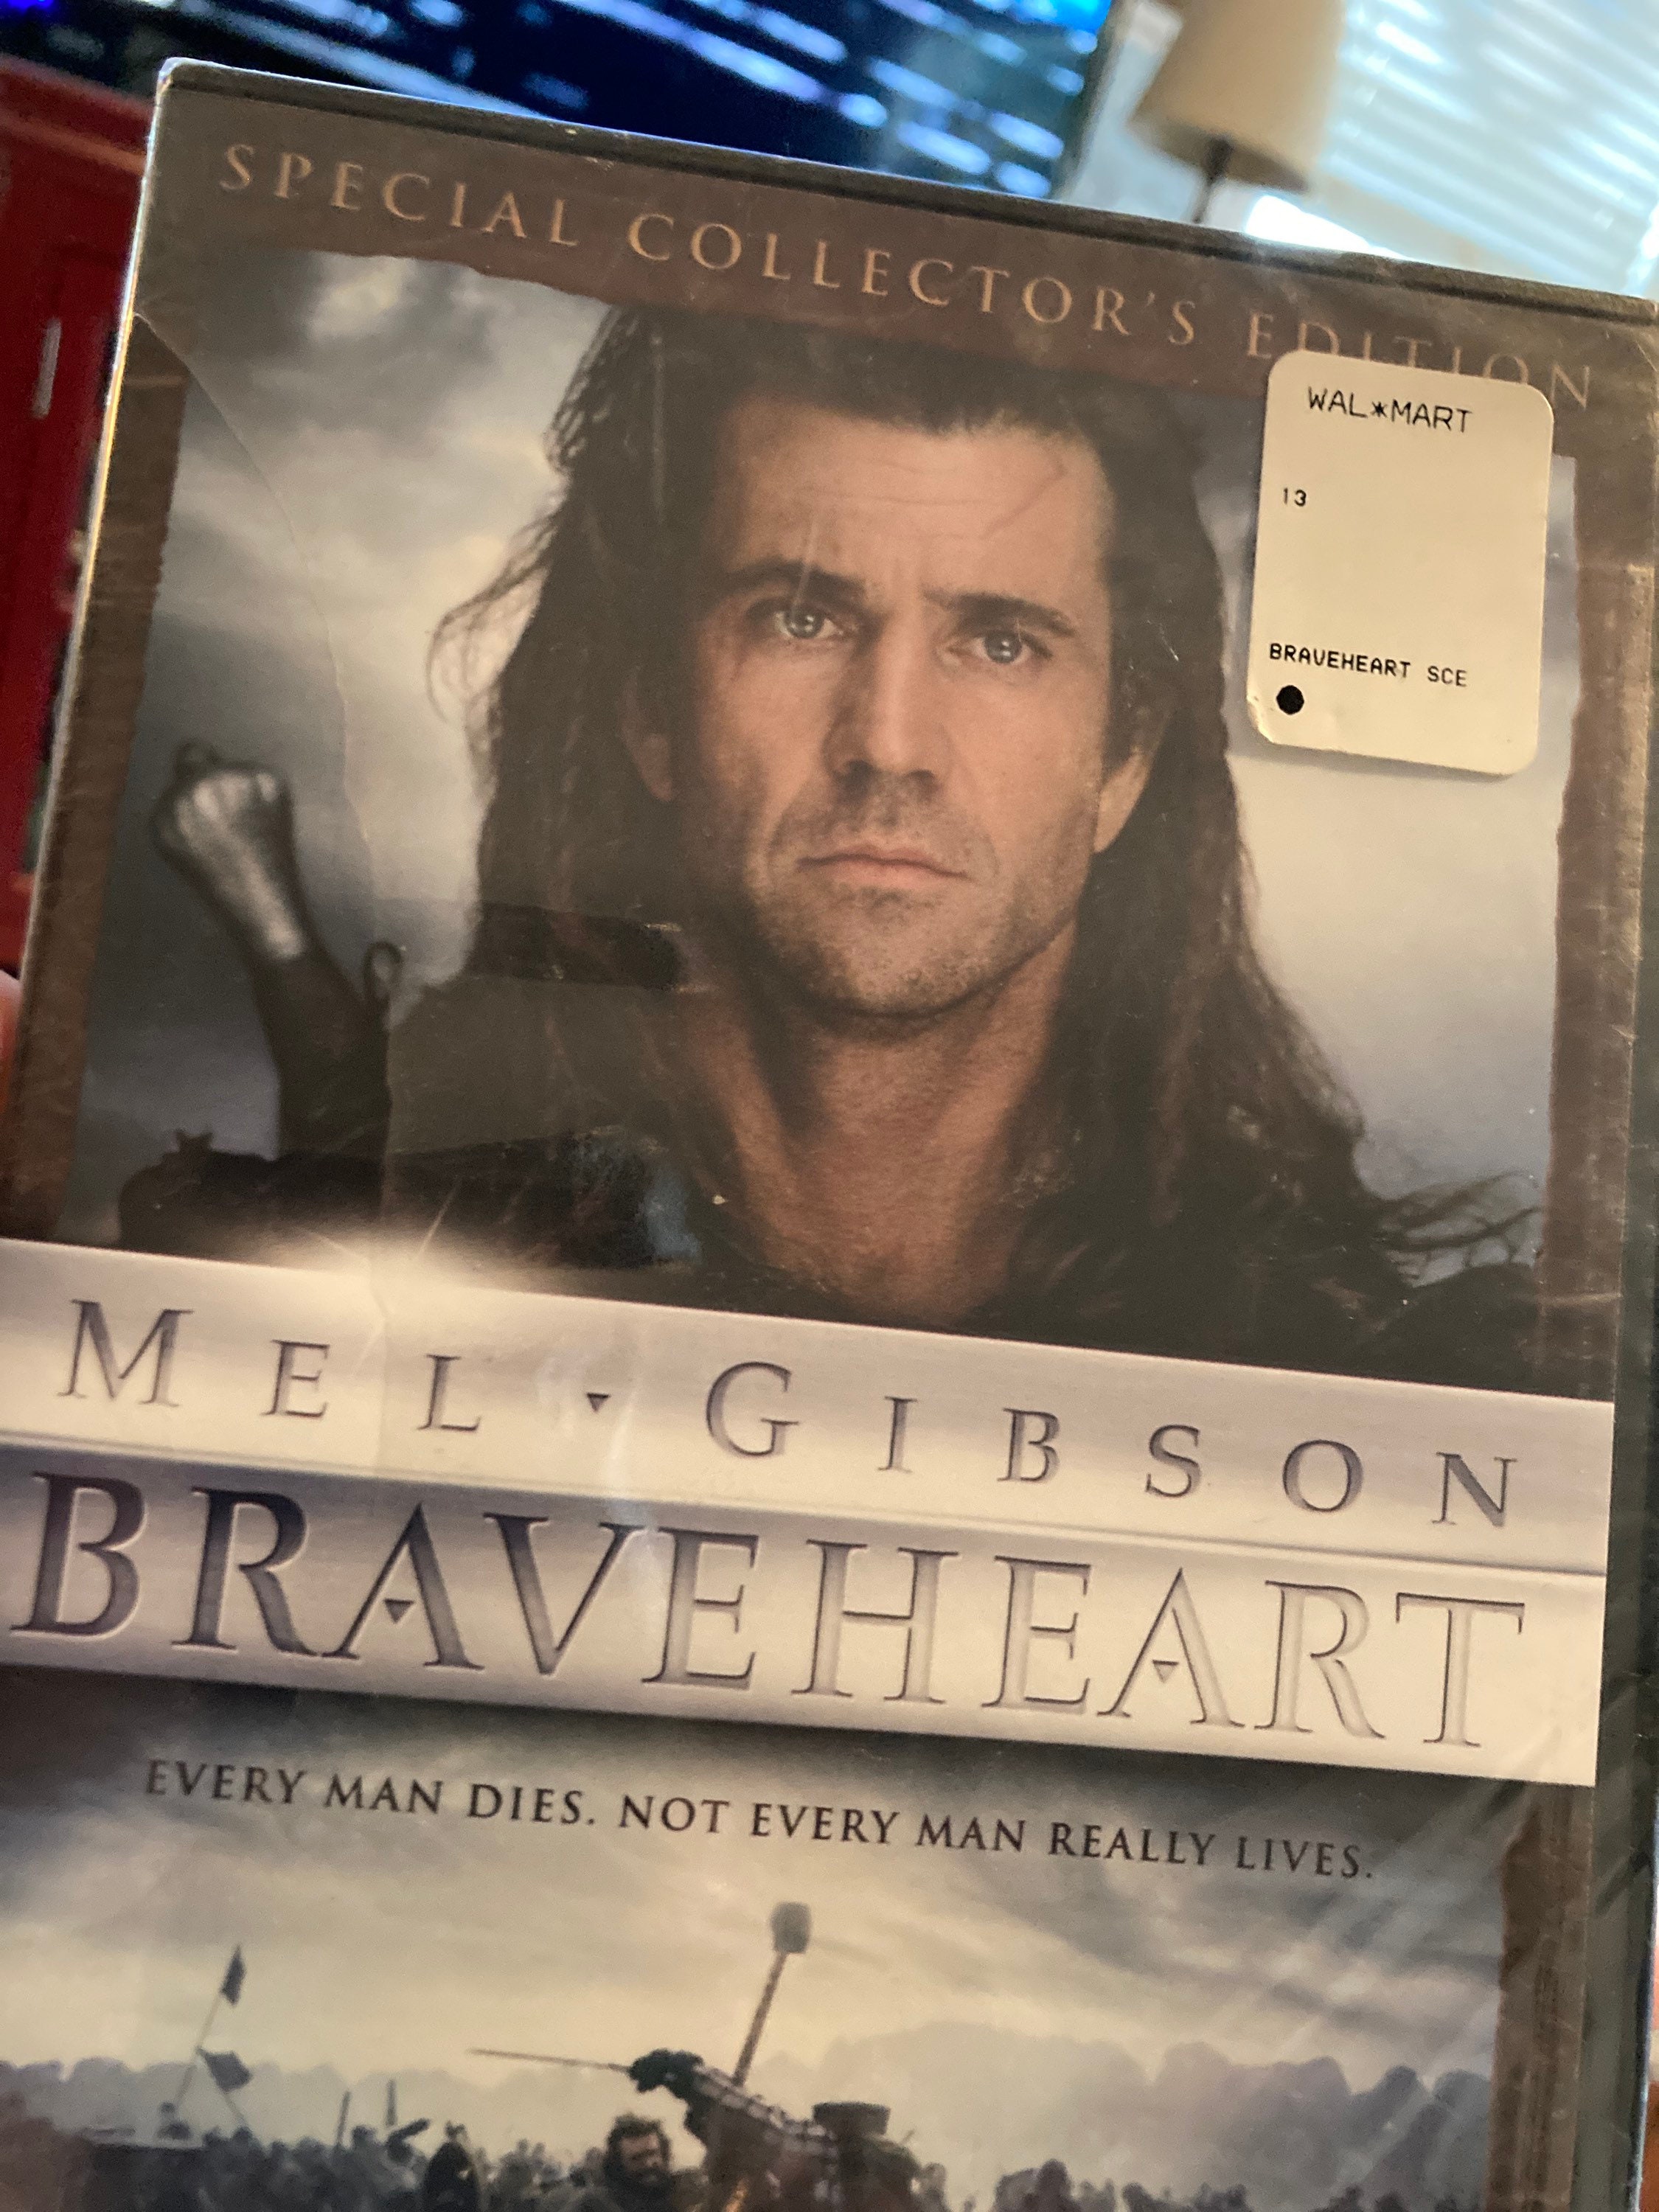 SPECIAL COLLECTOR'S EDITION
WAL*MART
13
BRAVEHEART SCE
MEL GIBSON
BRAVEHEART
EVERY MAN DIES. NOT EVERY MAN REALLY LIVES.